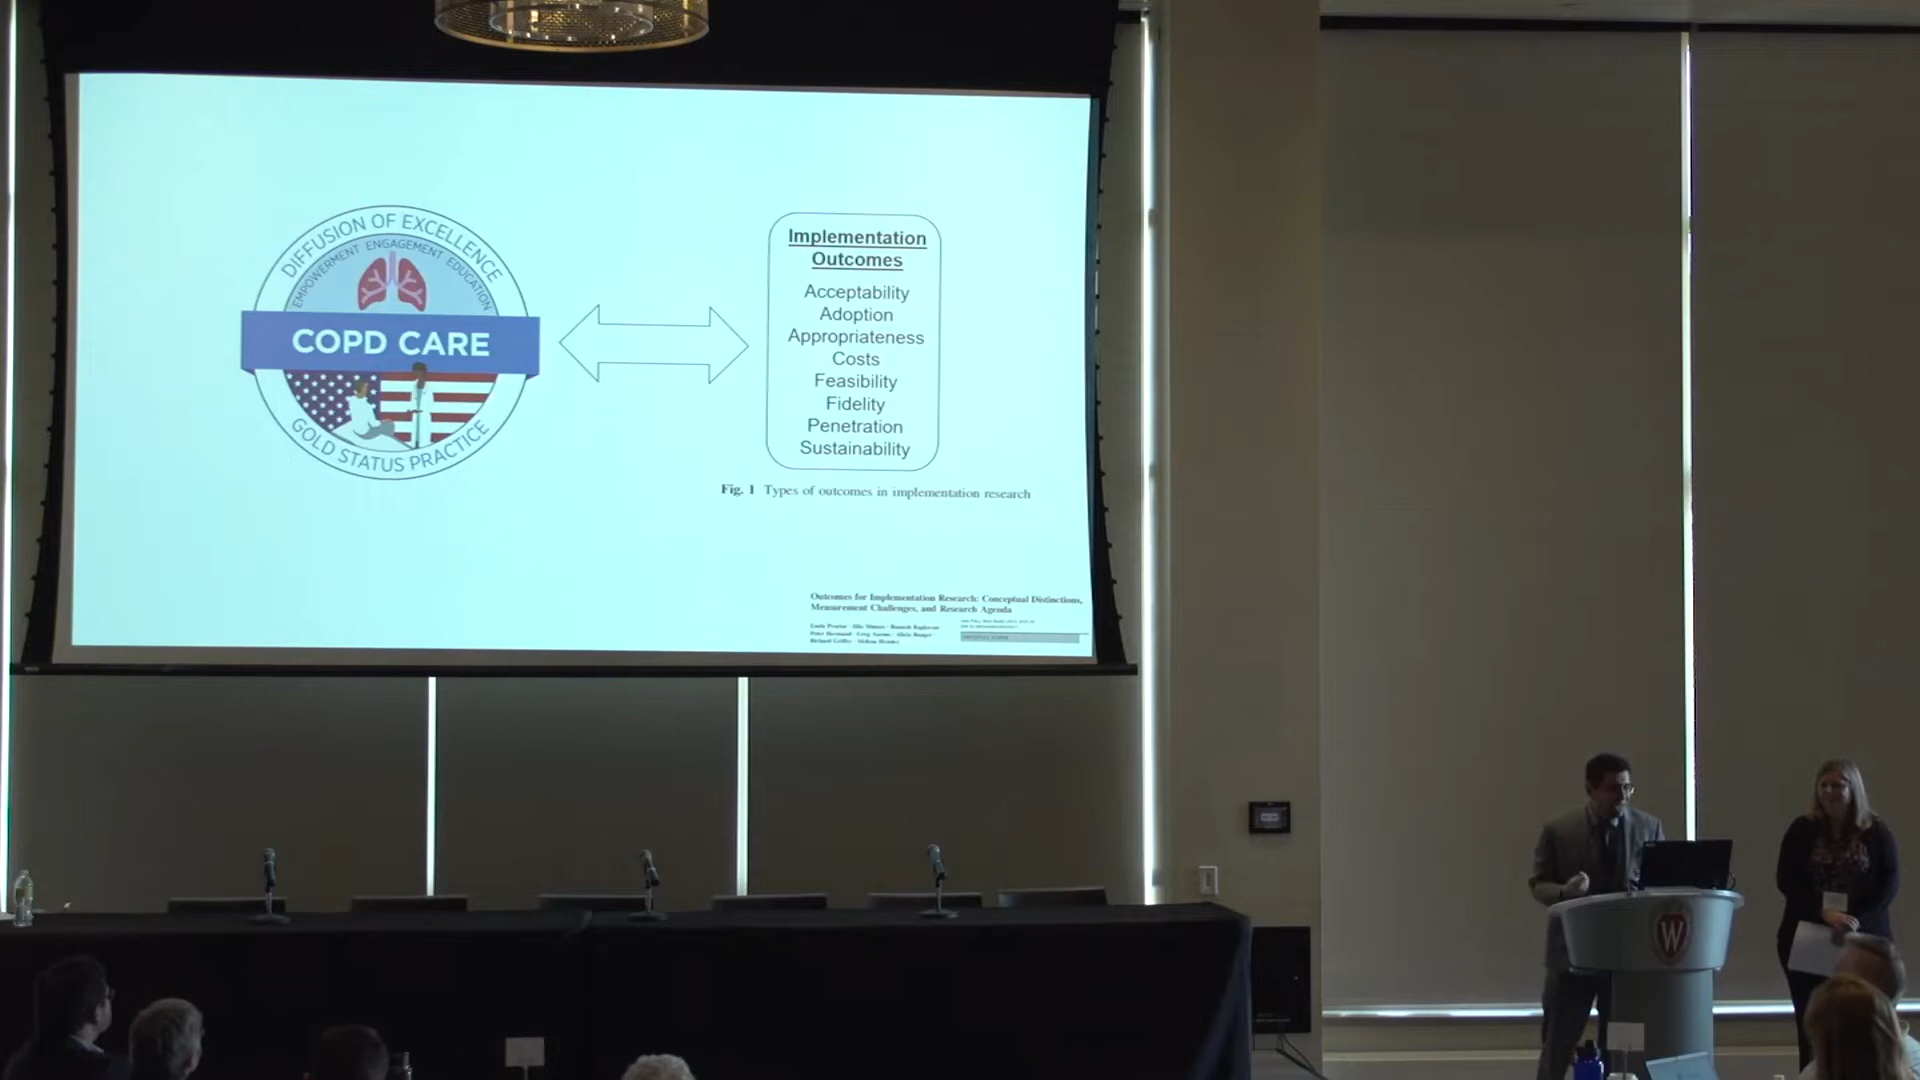 DIFFUSION OF EXCELLENCE
EMPOWERMENT ENGAGEMENT EDUCATION
COPD CARE
GOLD STATUS PRACTICE
Implementation
Outcomes
Acceptability
Adoption
Appropriateness
Costs
Feasibility
Fidelity
Penetration
Sustainability
Fig. 1 Types of outcomes in implementation research
Outcomes for Implementation Research: Conceptual Distinctions,
Measurement Challenges, and Research Agenda
W